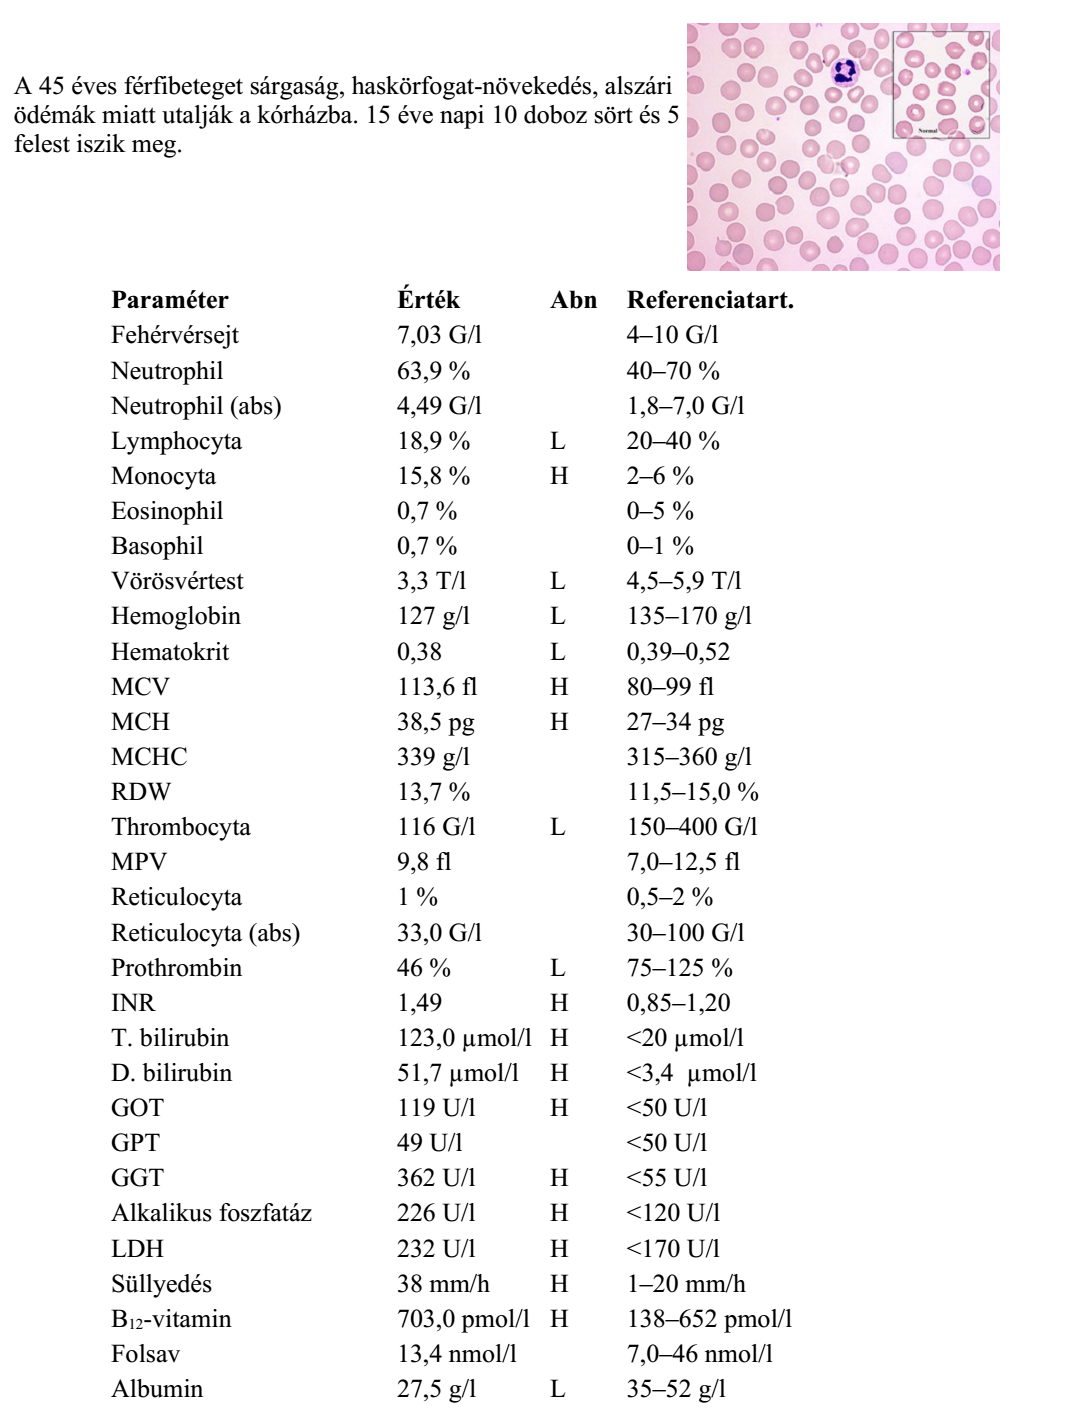 A 45 éves férfibeteget sárgaság, haskörfogat-növekedés, alszári
ödémák miatt utalják a kórházba. 15 éve napi 10 doboz sört és 5
felest iszik meg.
Normal
Paraméter Érték Abn Referenciatart.
Fehérvérsejt 7,03 G/l 4–10 G/l
Neutrophil 63,9 % 40–70 %
Neutrophil (abs) 4,49 G/l 1,8–7,0 G/l
Lymphocyta 18,9 % L 20–40 %
Monocyta 15,8 % H 2–6 %
Eosinophil 0,7 % 0–5 %
Basophil 0,7 % 0–1 %
Vörösvértest 3,3 T/l L 4,5–5,9 T/l
Hemoglobin 127 g/l L 135–170 g/l
Hematokrit 0,38 L 0,39–0,52
MCV 113,6 fl H 80–99 fl
MCH 38,5 pg H 27–34 pg
MCHC 339 g/l 315–360 g/l
RDW 13,7 % 11,5–15,0 %
Thrombocyta 116 G/l L 150–400 G/l
MPV 9,8 fl 7,0–12,5 fl
Reticulocyta 1 % 0,5–2 %
Reticulocyta (abs) 33,0 G/l 30–100 G/l
Prothrombin 46 % L 75–125 %
INR 1,49 H 0,85–1,20
T. bilirubin 123,0 µmol/l H <20 µmol/l
D. bilirubin 51,7 µmol/l H <3,4 µmol/l
GOT 119 U/l H <50 U/l
GPT 49 U/l <50 U/l
GGT 362 U/l H <55 U/l
Alkalikus foszfatáz 226 U/l H <120 U/l
LDH 232 U/l H <170 U/l
Süllyedés 38 mm/h H 1–20 mm/h
B₁₂-vitamin 703,0 pmol/l H 138–652 pmol/l
Folsav 13,4 nmol/l 7,0–46 nmol/l
Albumin 27,5 g/l L 35–52 g/l